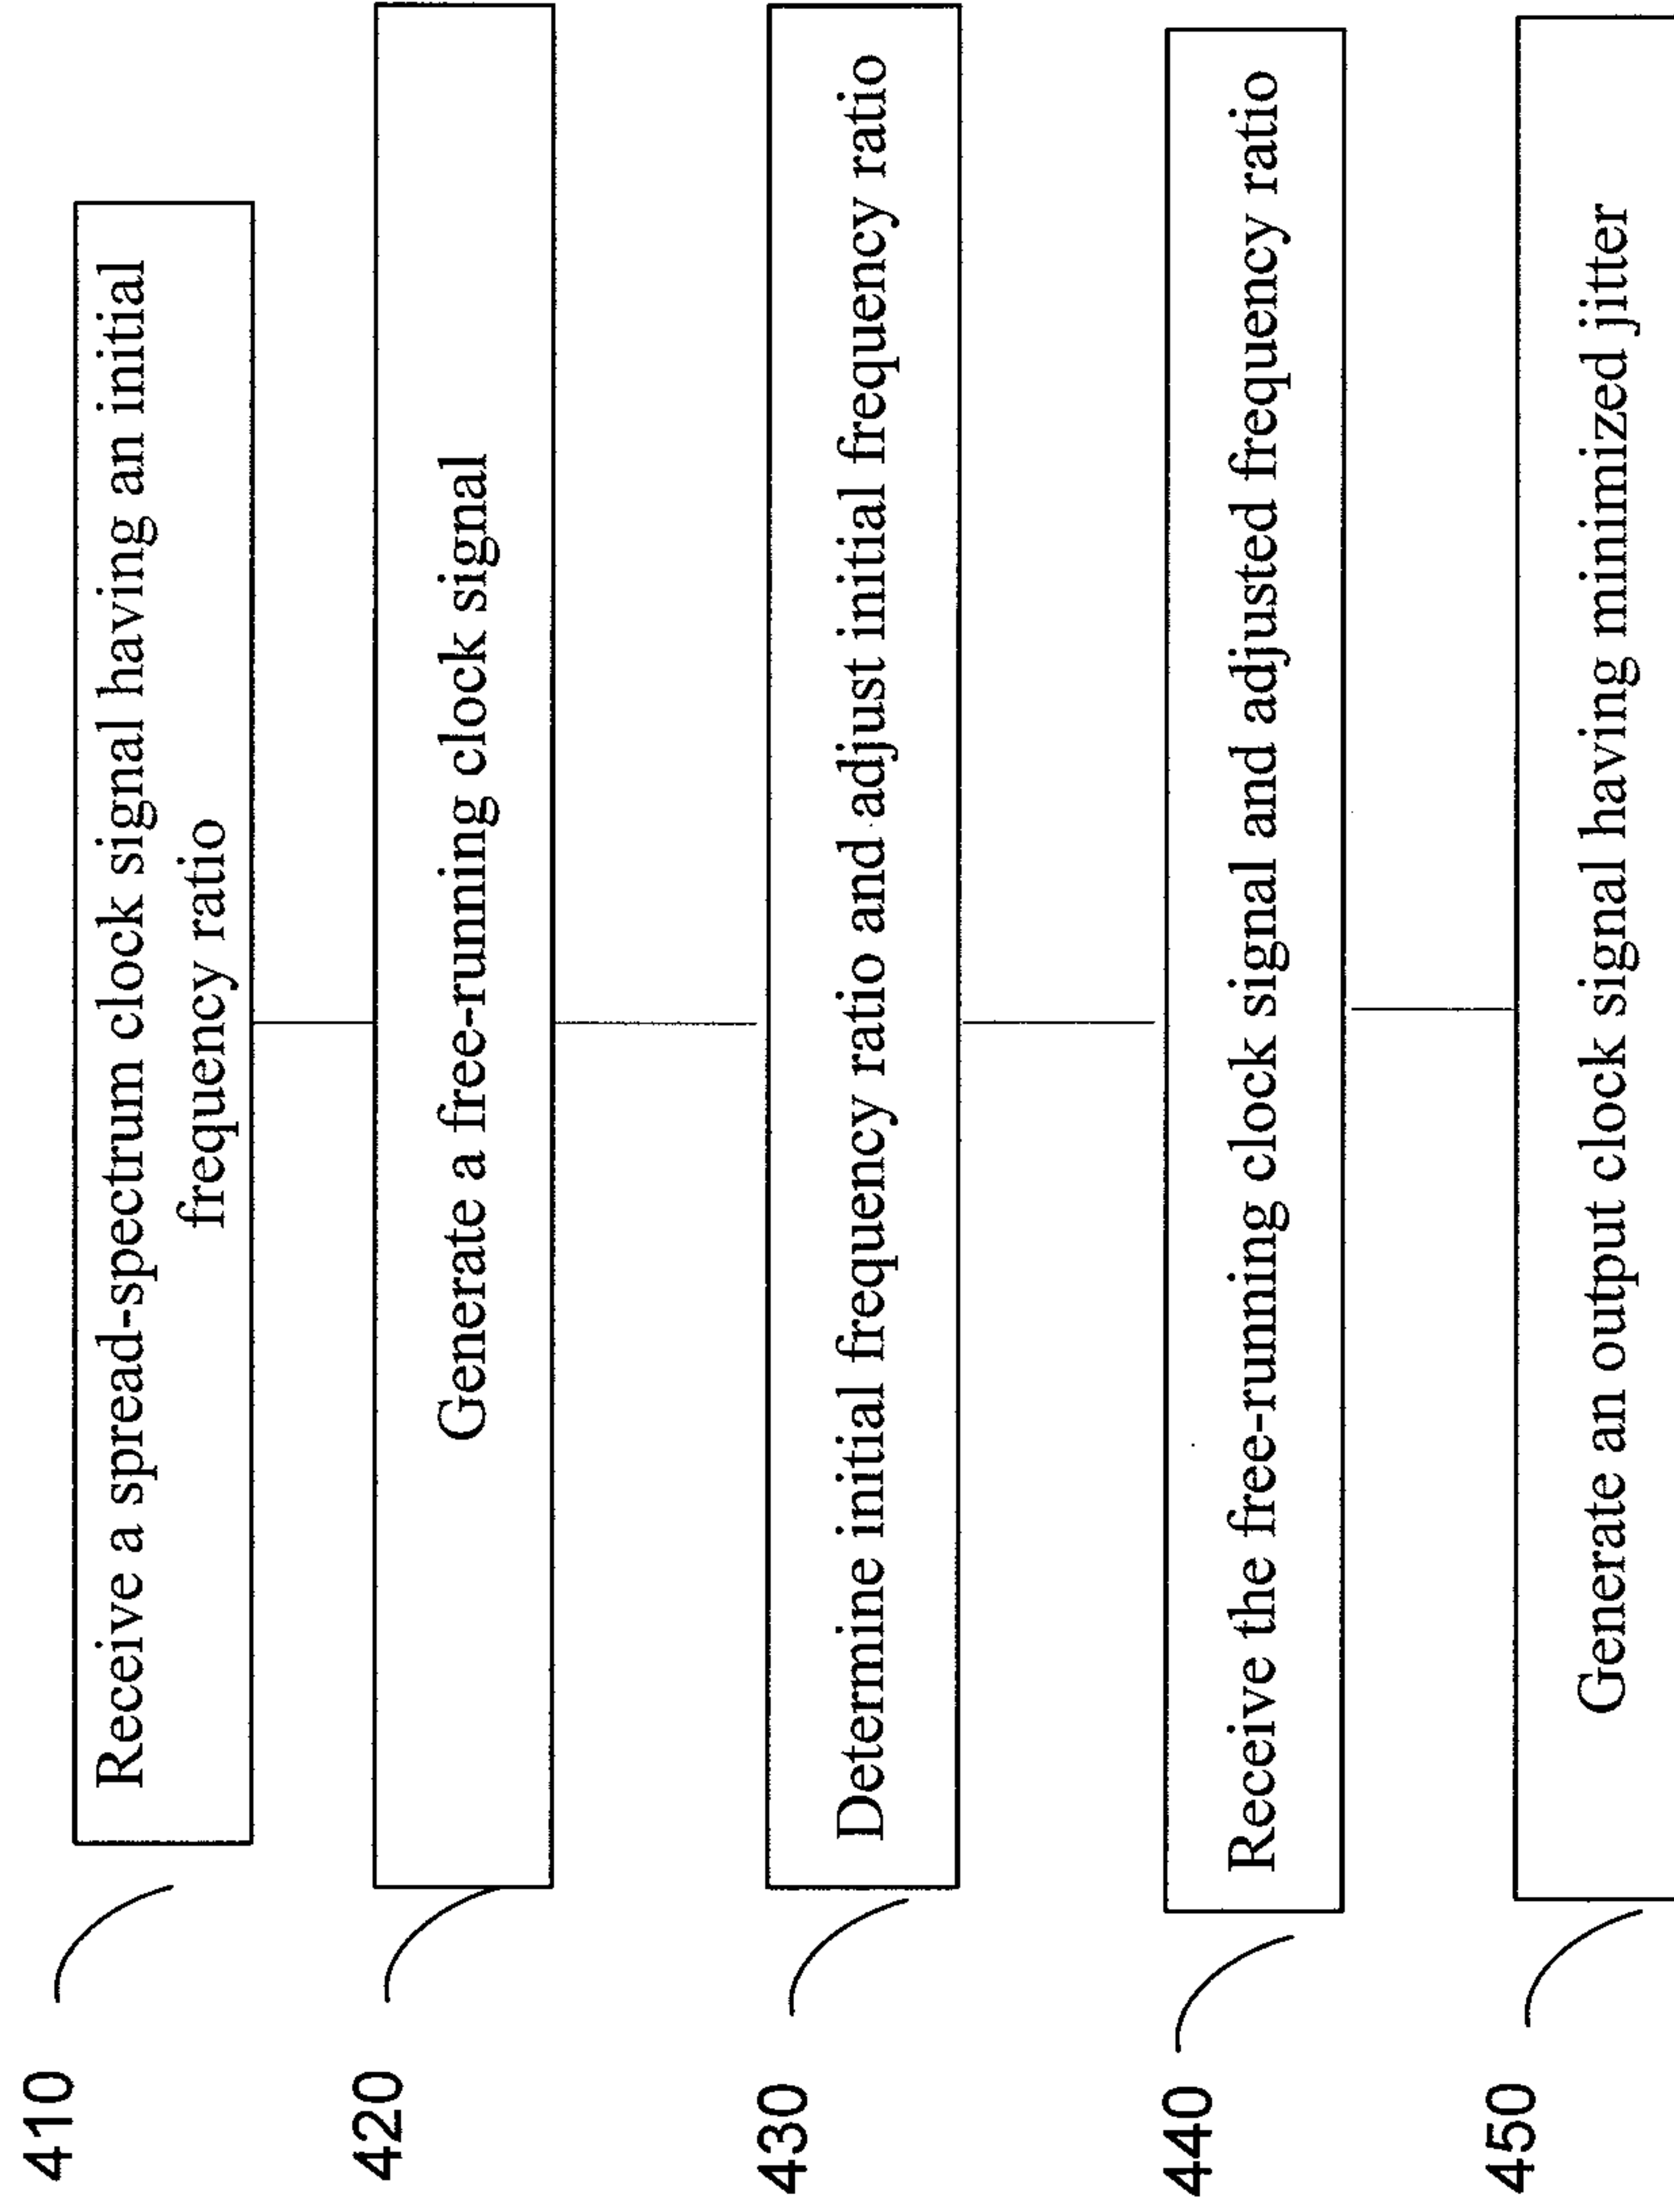 410
Receive a spread-spectrum clock signal having an initial
frequency ratio
420
Generate a free-running clock signal
430
Determine initial frequency ratio and adjust initial frequency ratio
440
Receive the free-running clock signal and adjusted frequency ratio
450
Generate an output clock signal having minimized jitter